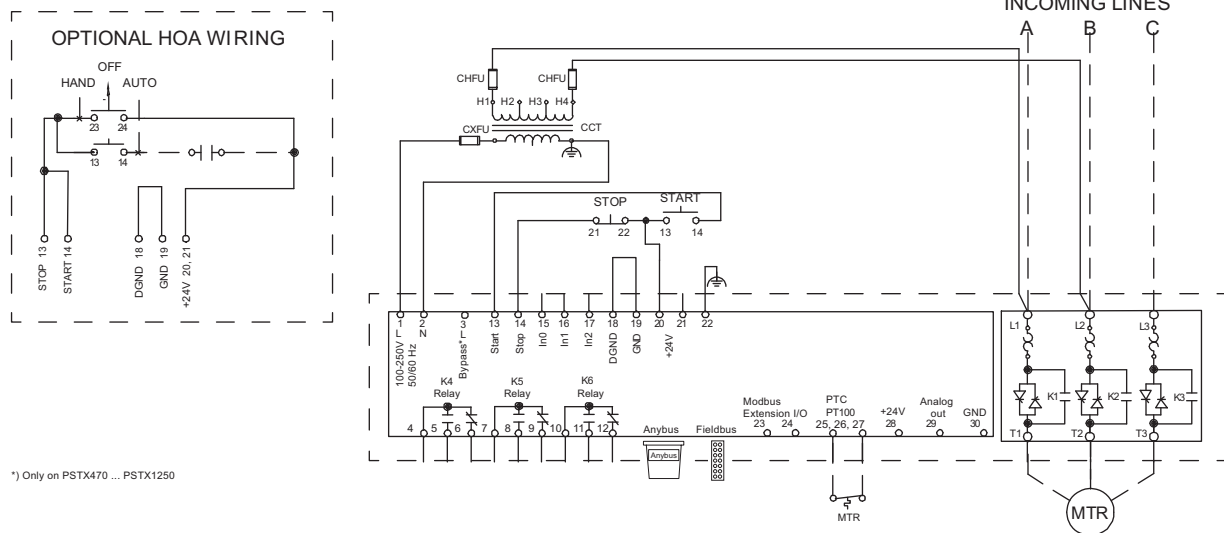 OPTIONAL HOA WIRING
OFF
HAND AUTO
23 24
13 14
STOP 13
START 14
DGND 18
GND 19
+24V 20, 21
*) Only on PSTX470 ... PSTX1250
INCOMING LINES
A B C
CHFU CHFU
H1 H2 H3 H4
CXFU CCT
STOP START
21 22 13 14
1 2 3 13 14 15 16 17 18 19 20 21 22
L
N
100-250V
50/60 Hz
Bypass* L
Start
Stop
In0
In1
In2
DGND
GND
+24V
K4
Relay
K5
Relay
K6
Relay
4 5 6 7 8 9 10 11 12
Anybus
Anybus
Fieldbus
Modbus
Extension I/O
23 24
PTC
PT100
25, 26, 27
+24V
28
Analog
out
29
GND
30
MTR
L1 L2 L3
K1 K2 K3
T1 T2 T3
MTR